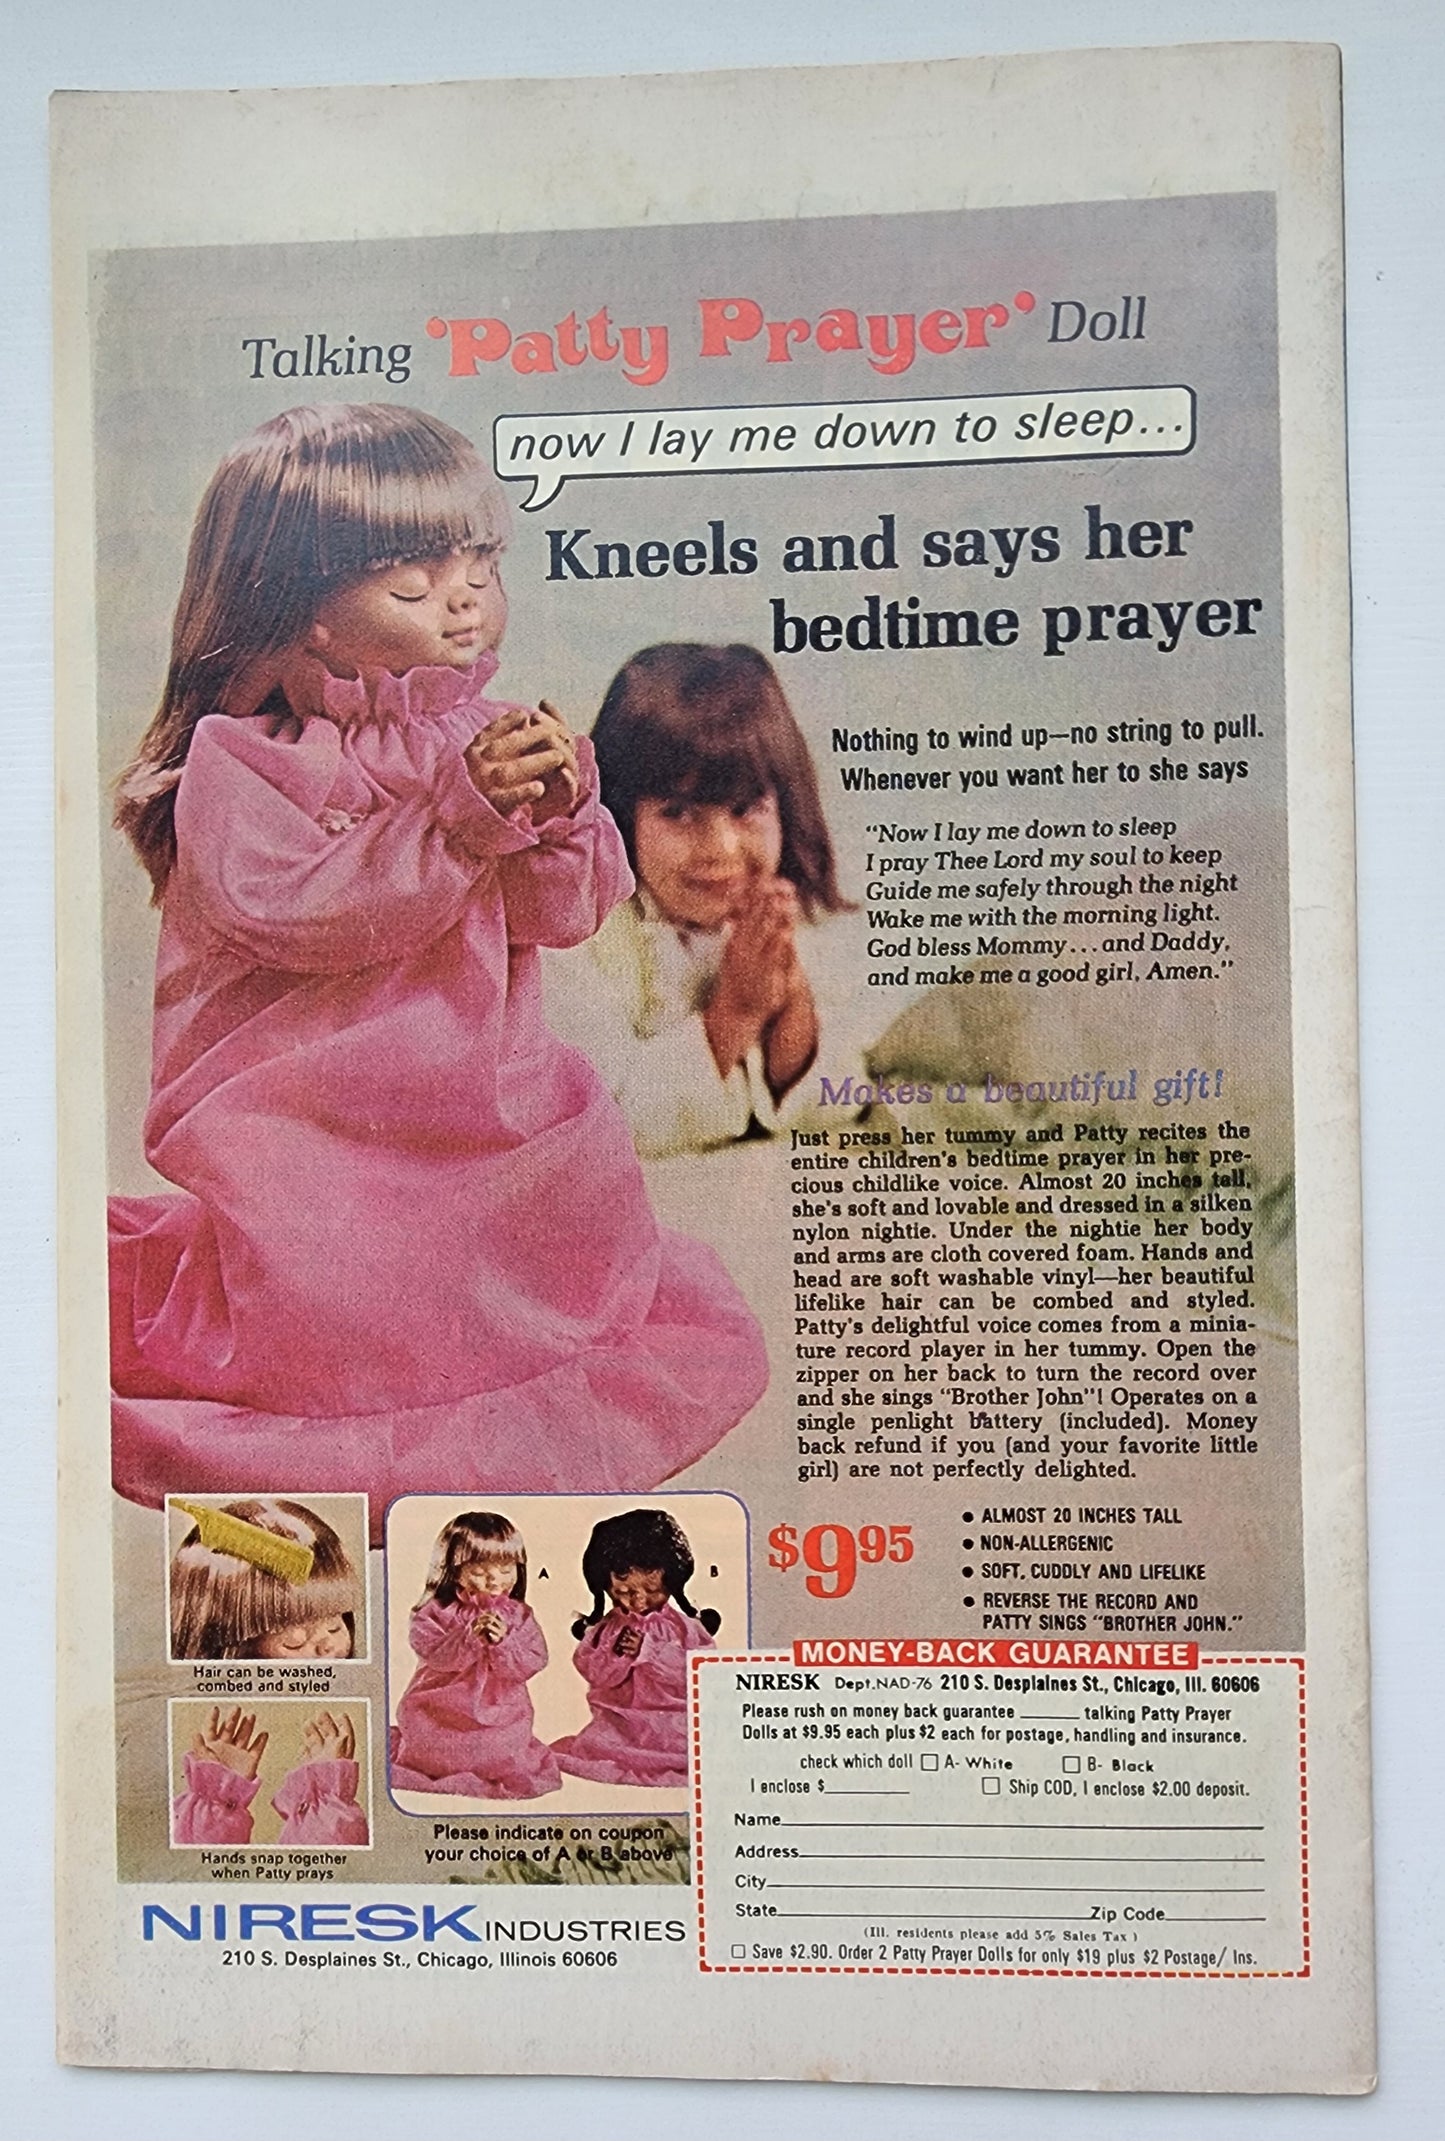 Talking 'Patty Prayer' Doll
now I lay me down to sleep...
Kneels and says her
bedtime prayer
Nothing to wind up—no string to pull.
Whenever you want her to she says
"Now I lay me down to sleep
I pray Thee Lord my soul to keep
Guide me safely through the night
Wake me with the morning light.
God bless Mommy...and Daddy,
and make me a good girl, Amen."
Makes a beautiful gift!
Just press her tummy and Patty recites the
entire children's bedtime prayer in her pre-
cious childlike voice. Almost 20 inches tall,
she's soft and lovable and dressed in a silken
nylon nightie. Under the nightie her body
and arms are cloth covered foam. Hands and
head are soft washable vinyl—her beautiful
lifelike hair can be combed and styled.
Patty's delightful voice comes from a minia-
ture record player in her tummy. Open the
zipper on her back to turn the record over
and she sings "Brother John"! Operates on a
single penlight battery (included). Money
back refund if you (and your favorite little
girl) are not perfectly delighted.
$9 95
• ALMOST 20 INCHES TALL
• NON-ALLERGENIC
• SOFT, CUDDLY AND LIFELIKE
• REVERSE THE RECORD AND
PATTY SINGS "BROTHER JOHN."
Hair can be washed,
combed and styled
Hands snap together
when Patty prays
A
B
Please indicate on coupon
your choice of A or B above
NIRESK INDUSTRIES
210 S. Desplaines St., Chicago, Illinois 60606
MONEY-BACK GUARANTEE
NIRESK Dept.NAD-76 210 S. Desplaines St., Chicago, Ill. 60606
Please rush on money back guarantee ______ talking Patty Prayer
Dolls at $9.95 each plus $2 each for postage, handling and insurance.
check which doll ☐ A- White ☐ B- Black
I enclose $________ ☐ Ship COD, I enclose $2.00 deposit.
Name________
Address________
City________
State________Zip Code________
(Ill. residents please add 5% Sales Tax)
☐ Save $2.90. Order 2 Patty Prayer Dolls for only $19 plus $2 Postage/ Ins.